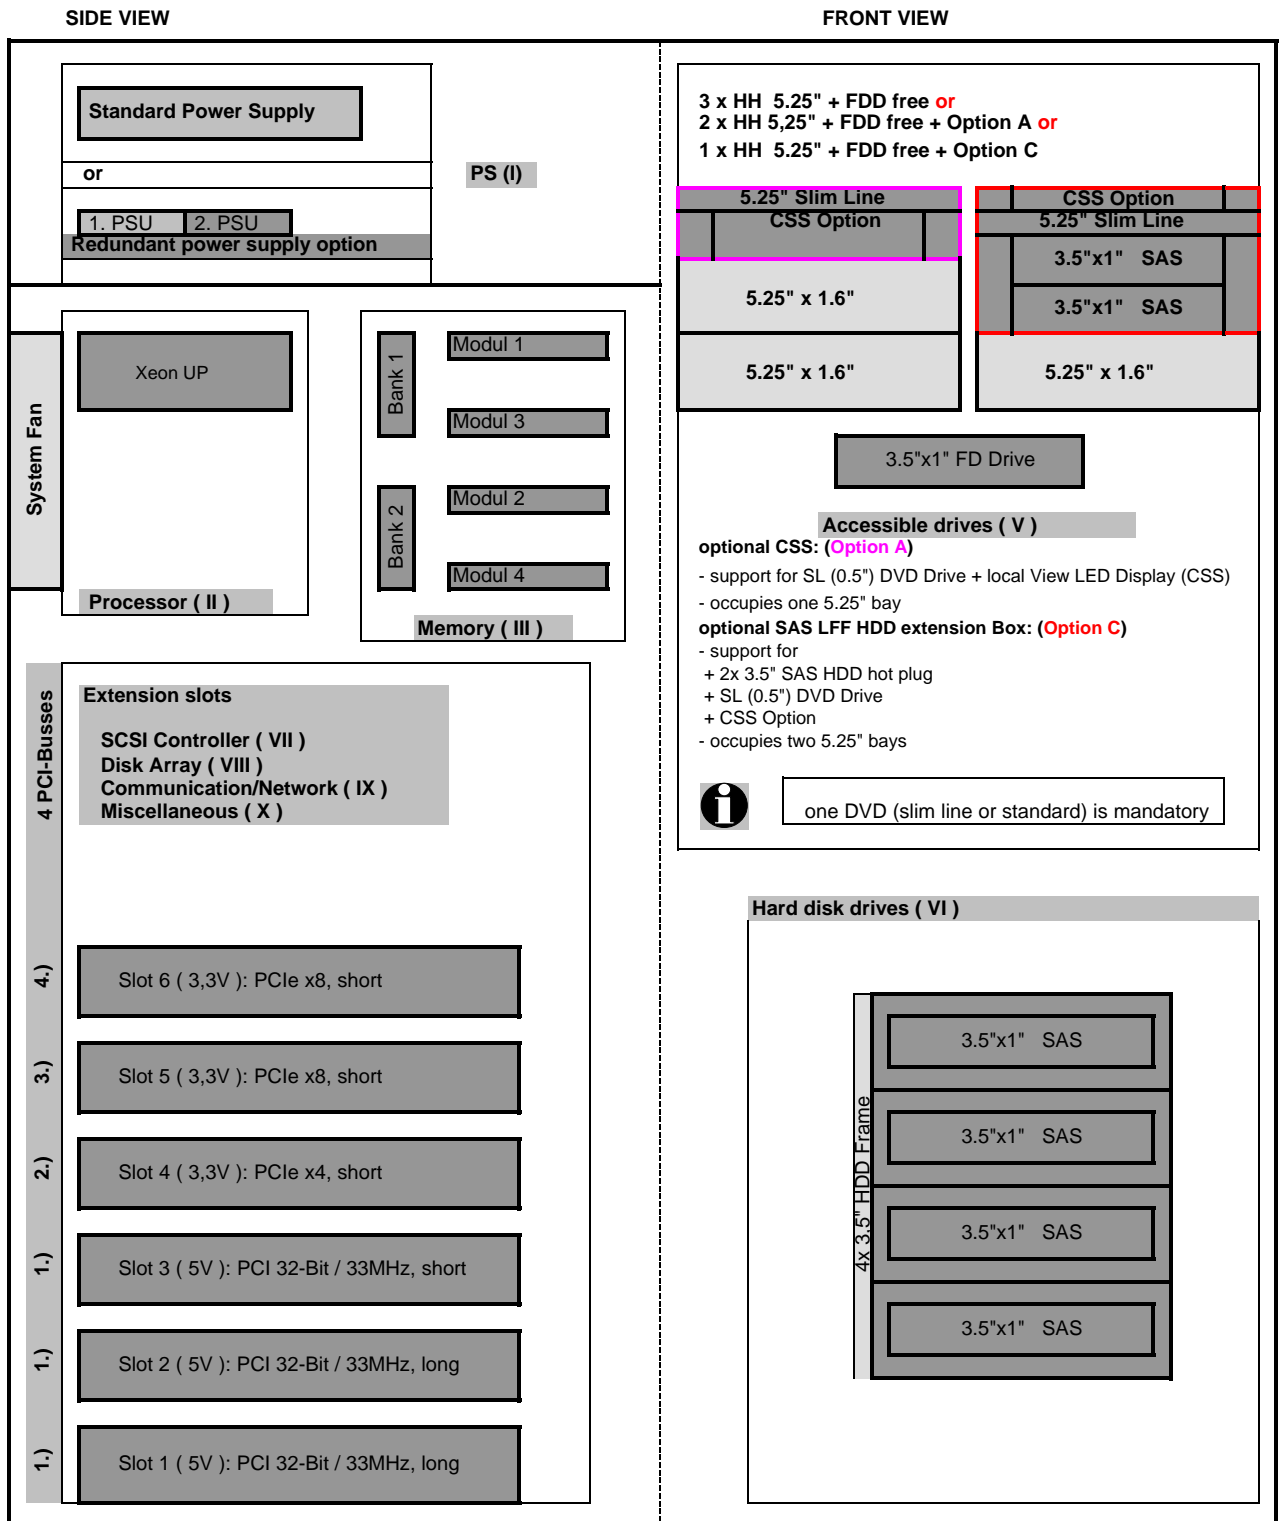 SIDE VIEW
FRONT VIEW
Standard Power Supply
or
PS (I)
1. PSU
2. PSU
Redundant power supply option
System Fan
Xeon UP
Processor ( II )
Bank 1
Modul 1
Modul 3
Bank 2
Modul 2
Modul 4
Memory ( III )
4 PCI-Busses
Extension slots
SCSI Controller ( VII )
Disk Array ( VIII )
Communication/Network ( IX )
Miscellaneous ( X )
4.)
Slot 6 ( 3,3V ): PCIe x8, short
3.)
Slot 5 ( 3,3V ): PCIe x8, short
2.)
Slot 4 ( 3,3V ): PCIe x4, short
1.)
Slot 3 ( 5V ): PCI 32-Bit / 33MHz, short
1.)
Slot 2 ( 5V ): PCI 32-Bit / 33MHz, long
1.)
Slot 1 ( 5V ): PCI 32-Bit / 33MHz, long
3 x HH 5.25" + FDD free or
2 x HH 5,25" + FDD free + Option A or
1 x HH 5.25" + FDD free + Option C
5.25" Slim Line
CSS Option
5.25" x 1.6"
5.25" x 1.6"
CSS Option
5.25" Slim Line
3.5"x1" SAS
3.5"x1" SAS
5.25" x 1.6"
3.5"x1" FD Drive
Accessible drives ( V )
optional CSS: (Option A)
- support for SL (0.5") DVD Drive + local View LED Display (CSS)
- occupies one 5.25" bay
optional SAS LFF HDD extension Box: (Option C)
- support for
+ 2x 3.5" SAS HDD hot plug
+ SL (0.5") DVD Drive
+ CSS Option
- occupies two 5.25" bays
i
one DVD (slim line or standard) is mandatory
Hard disk drives ( VI )
4x 3,5" HDD Frame
3.5"x1" SAS
3.5"x1" SAS
3.5"x1" SAS
3.5"x1" SAS